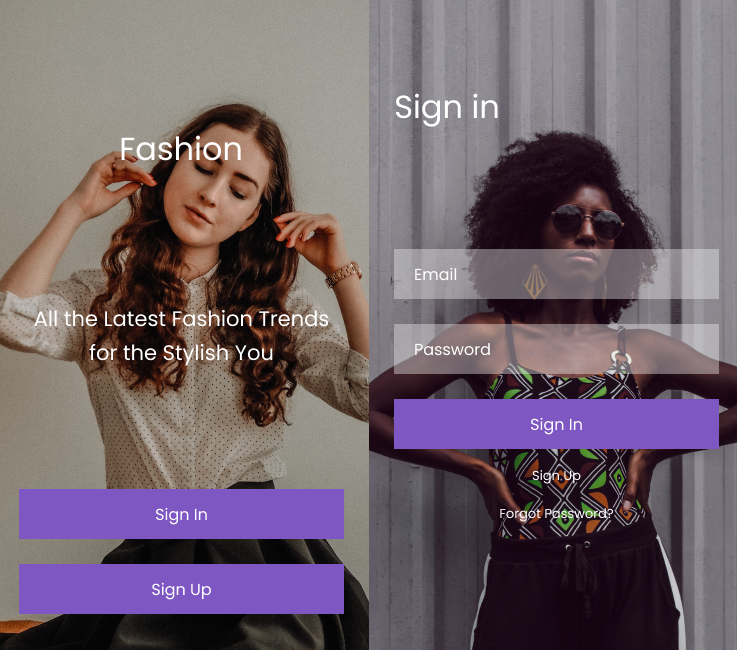 Fashion
All the Latest Fashion Trends
for the Stylish You
Sign In
Sign Up
Sign in
Email
Password
Sign In
Sign Up
Forgot Password?